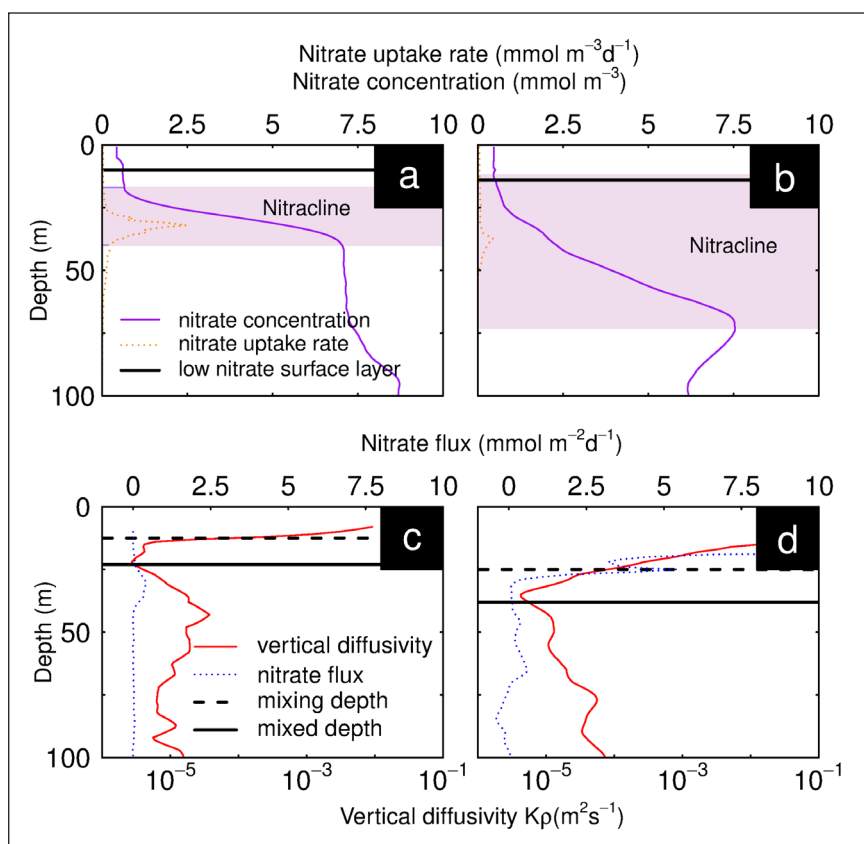 Nitrate uptake rate (mmol m⁻³d⁻¹)
Nitrate concentration (mmol m⁻³)
0 2.5 5 7.5 10 0 2.5 5 7.5 10
0
50
100
Depth (m)
a
Nitracline
nitrate concentration
nitrate uptake rate
low nitrate surface layer
b
Nitracline
Nitrate flux (mmol m⁻²d⁻¹)
0 2.5 5 7.5 10 0 2.5 5 7.5 10
0
50
100
Depth (m)
c
vertical diffusivity
nitrate flux
mixing depth
mixed depth
d
10⁻⁵ 10⁻³ 10⁻¹ 10⁻⁵ 10⁻³ 10⁻¹
Vertical diffusivity Kρ(m²s⁻¹)